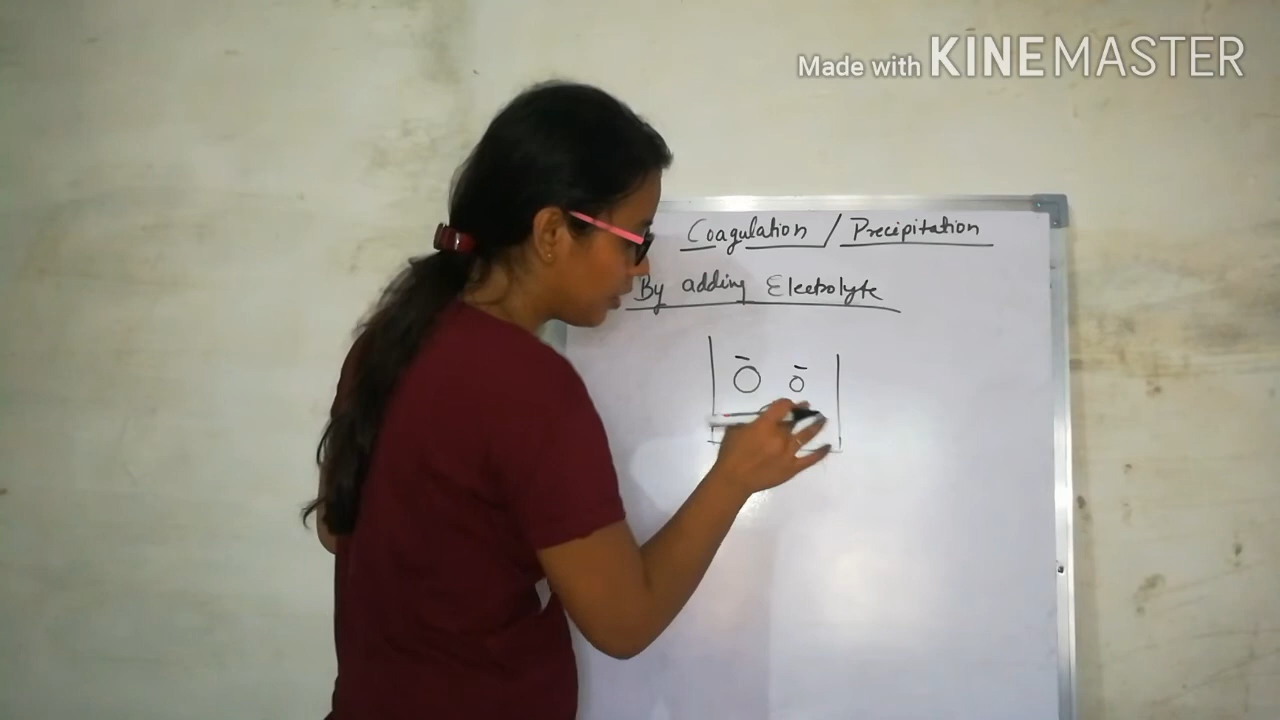 Made with KINEMASTER
Coagulation / Precipitation
By adding Electrolyte